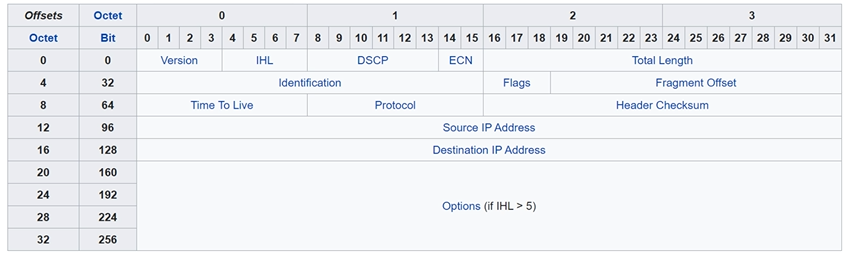 Offsets Octet 0 1 2 3
Octet Bit 0 1 2 3 4 5 6 7 8 9 10 11 12 13 14 15 16 17 18 19 20 21 22 23 24 25 26 27 28 29 30 31
0 0 Version IHL DSCP ECN Total Length
4 32 Identification Flags Fragment Offset
8 64 Time To Live Protocol Header Checksum
12 96 Source IP Address
16 128 Destination IP Address
20 160
24 192
Options (if IHL > 5)
28 224
32 256